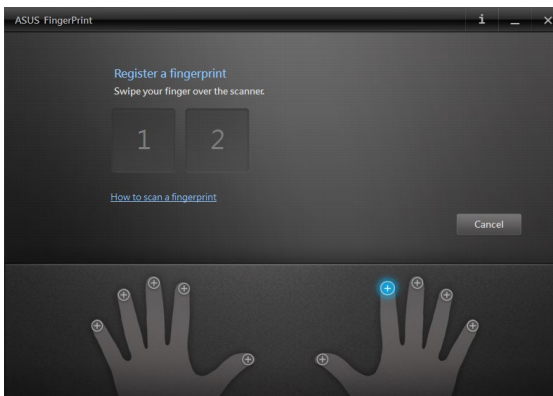 ASUS FingerPrint
Register a fingerprint
Swipe your finger over the scanner.
1 2
How to scan a fingerprint
Cancel